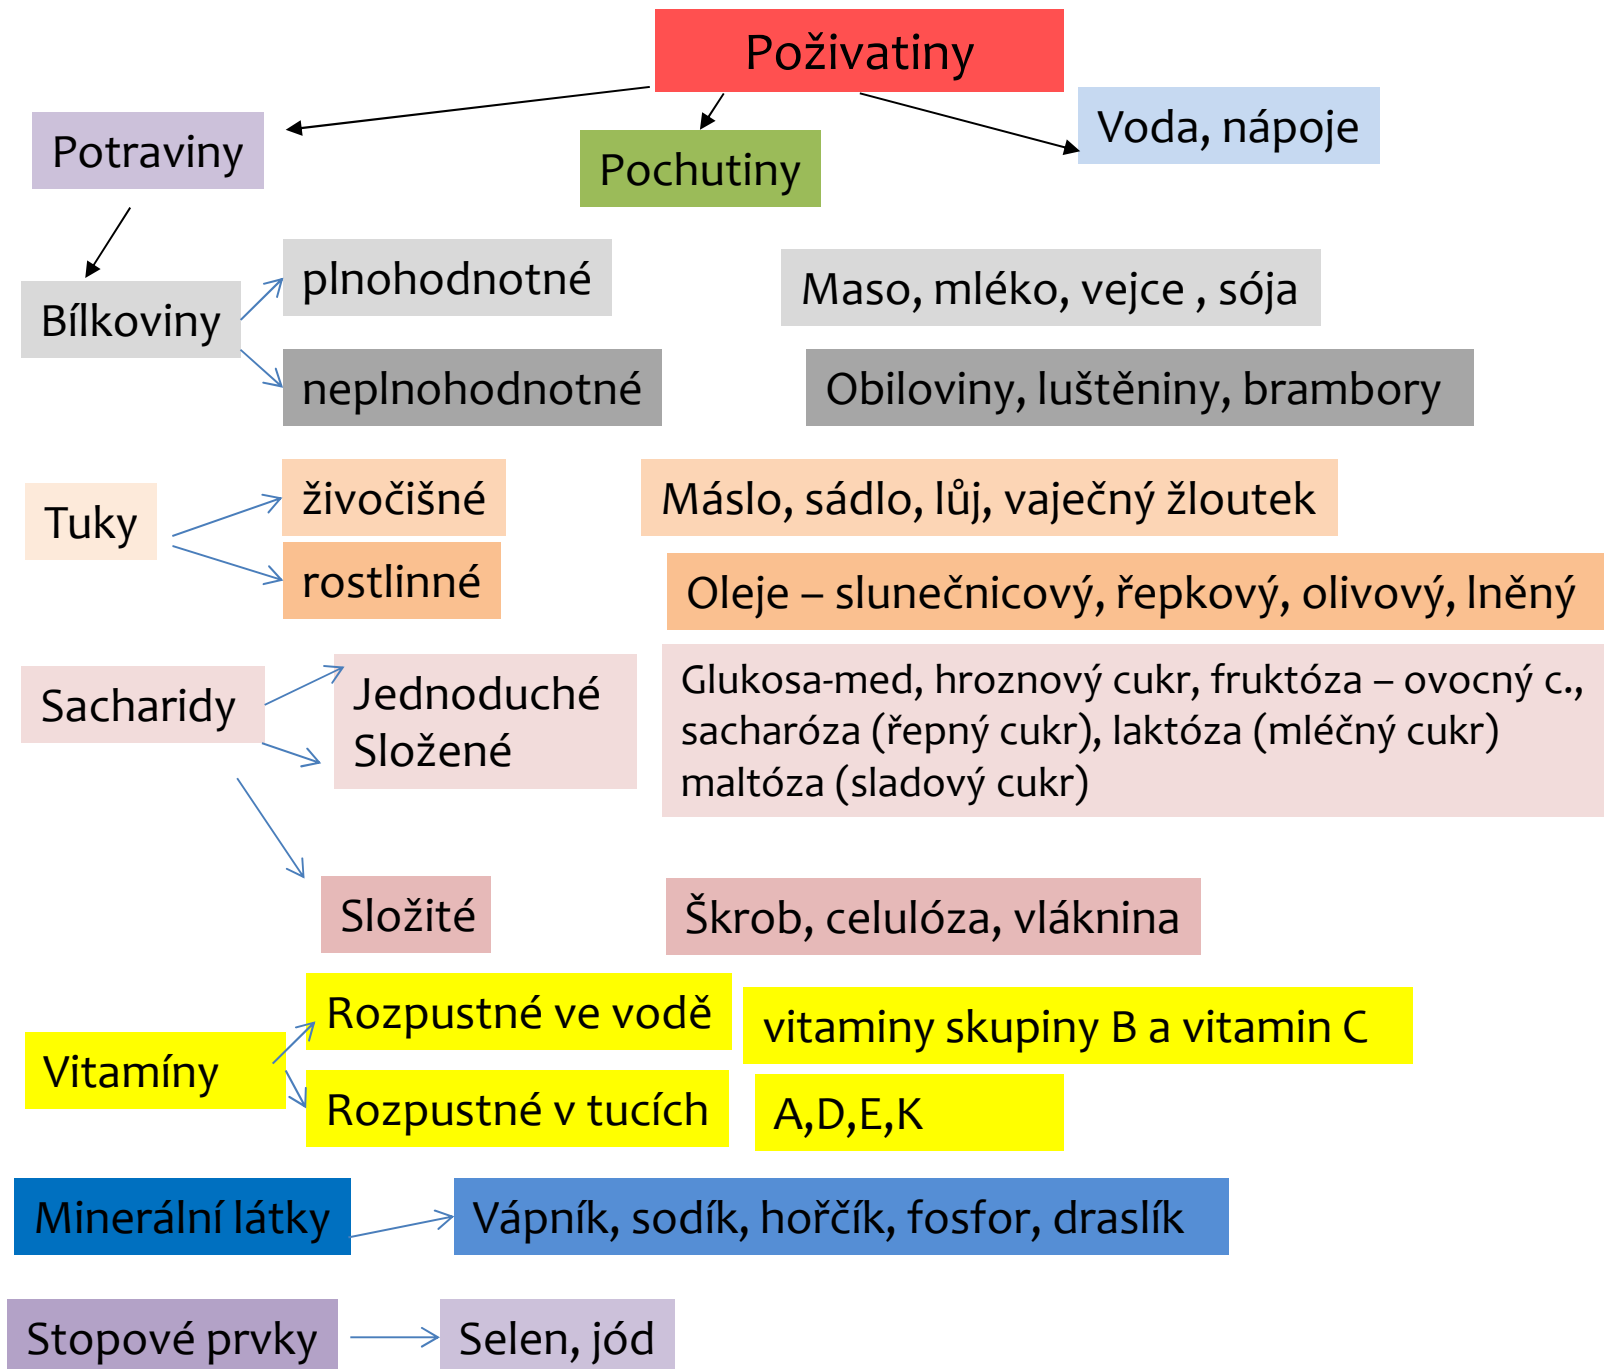 Poživatiny
Potraviny
Pochutiny
Voda, nápoje
Bílkoviny
plnohodnotné
Maso, mléko, vejce , sója
neplnohodnotné
Obiloviny, luštěniny, brambory
Tuky
živočišné
Máslo, sádlo, lůj, vaječný žloutek
rostlinné
Oleje – slunečnicový, řepkový, olivový, lněný
Sacharidy
Jednoduché
Složené
Glukosa-med, hroznový cukr, fruktóza – ovocný c.,
sacharóza (řepný cukr), laktóza (mléčný cukr)
maltóza (sladový cukr)
Složité
Škrob, celulóza, vláknina
Vitamíny
Rozpustné ve vodě
vitaminy skupiny B a vitamin C
Rozpustné v tucích
A,D,E,K
Minerální látky
Vápník, sodík, hořčík, fosfor, draslík
Stopové prvky
Selen, jód